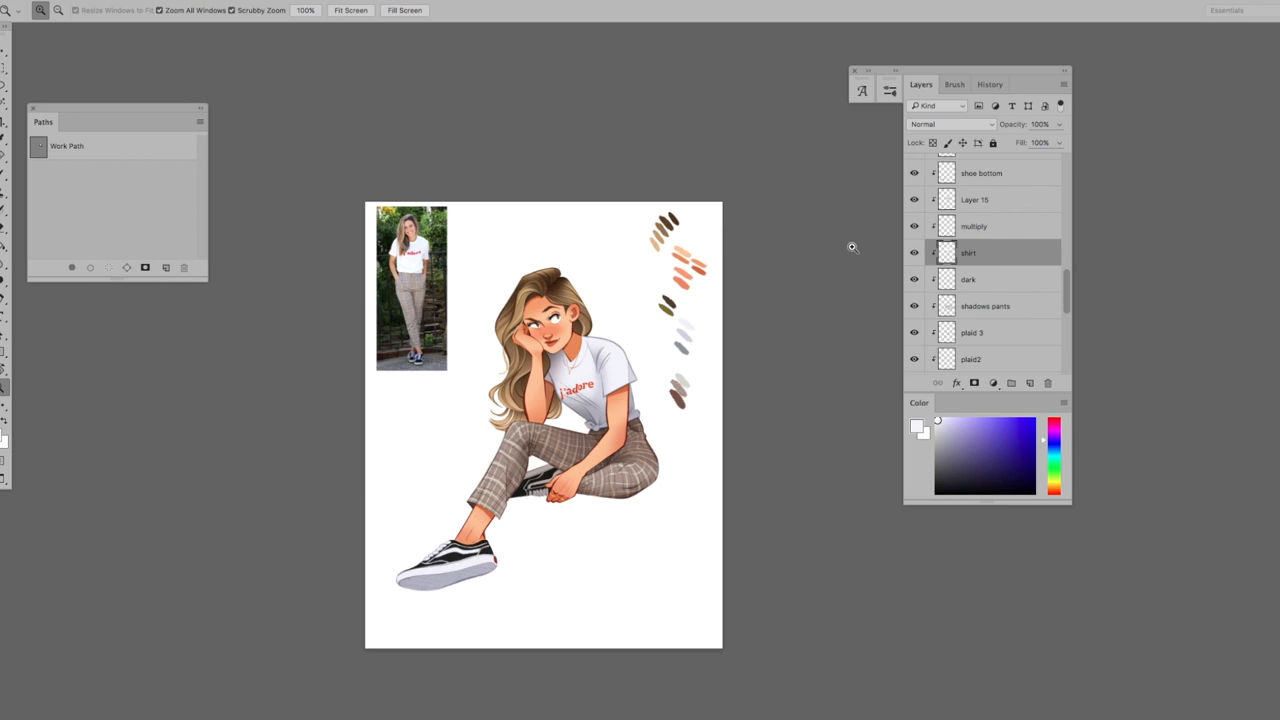 Resize Windows to Fit Zoom All Windows Scrubby Zoom 100% Fit Screen Fill Screen Essentials
Paths
Work Path
Layers Brush History
Kind
Normal Opacity: 100%
Lock: Fill: 100%
shoe bottom
Layer 15
multiply
shirt
dark
shadows pants
plaid 3
plaid2
fx
Color
j'adore
j'adore